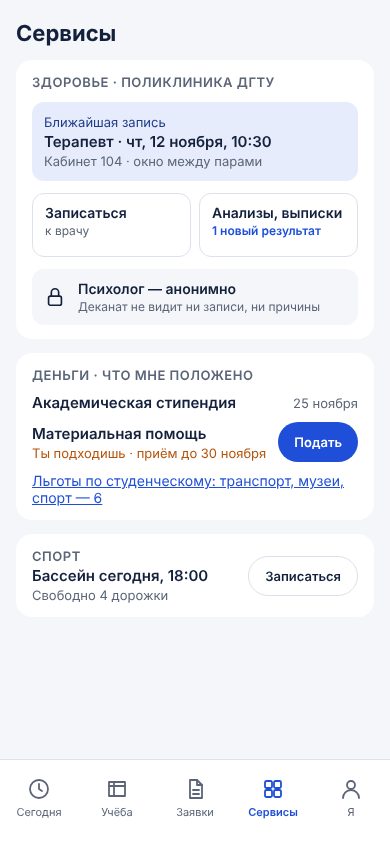 Сервисы
ЗДОРОВЬЕ · ПОЛИКЛИНИКА ДГТУ
Ближайшая запись
Терапевт · чт, 12 ноября, 10:30
Кабинет 104 · окно между парами
Записаться
к врачу
Анализы, выписки
1 новый результат
Психолог — анонимно
Деканат не видит ни записи, ни причины
ДЕНЬГИ · ЧТО МНЕ ПОЛОЖЕНО
Академическая стипендия
25 ноября
Материальная помощь
Ты подходишь · приём до 30 ноября
Подать
Льготы по студенческому: транспорт, музеи,
спорт — 6
СПОРТ
Бассейн сегодня, 18:00
Свободно 4 дорожки
Записаться
Сегодня
Учёба
Заявки
Сервисы
Я